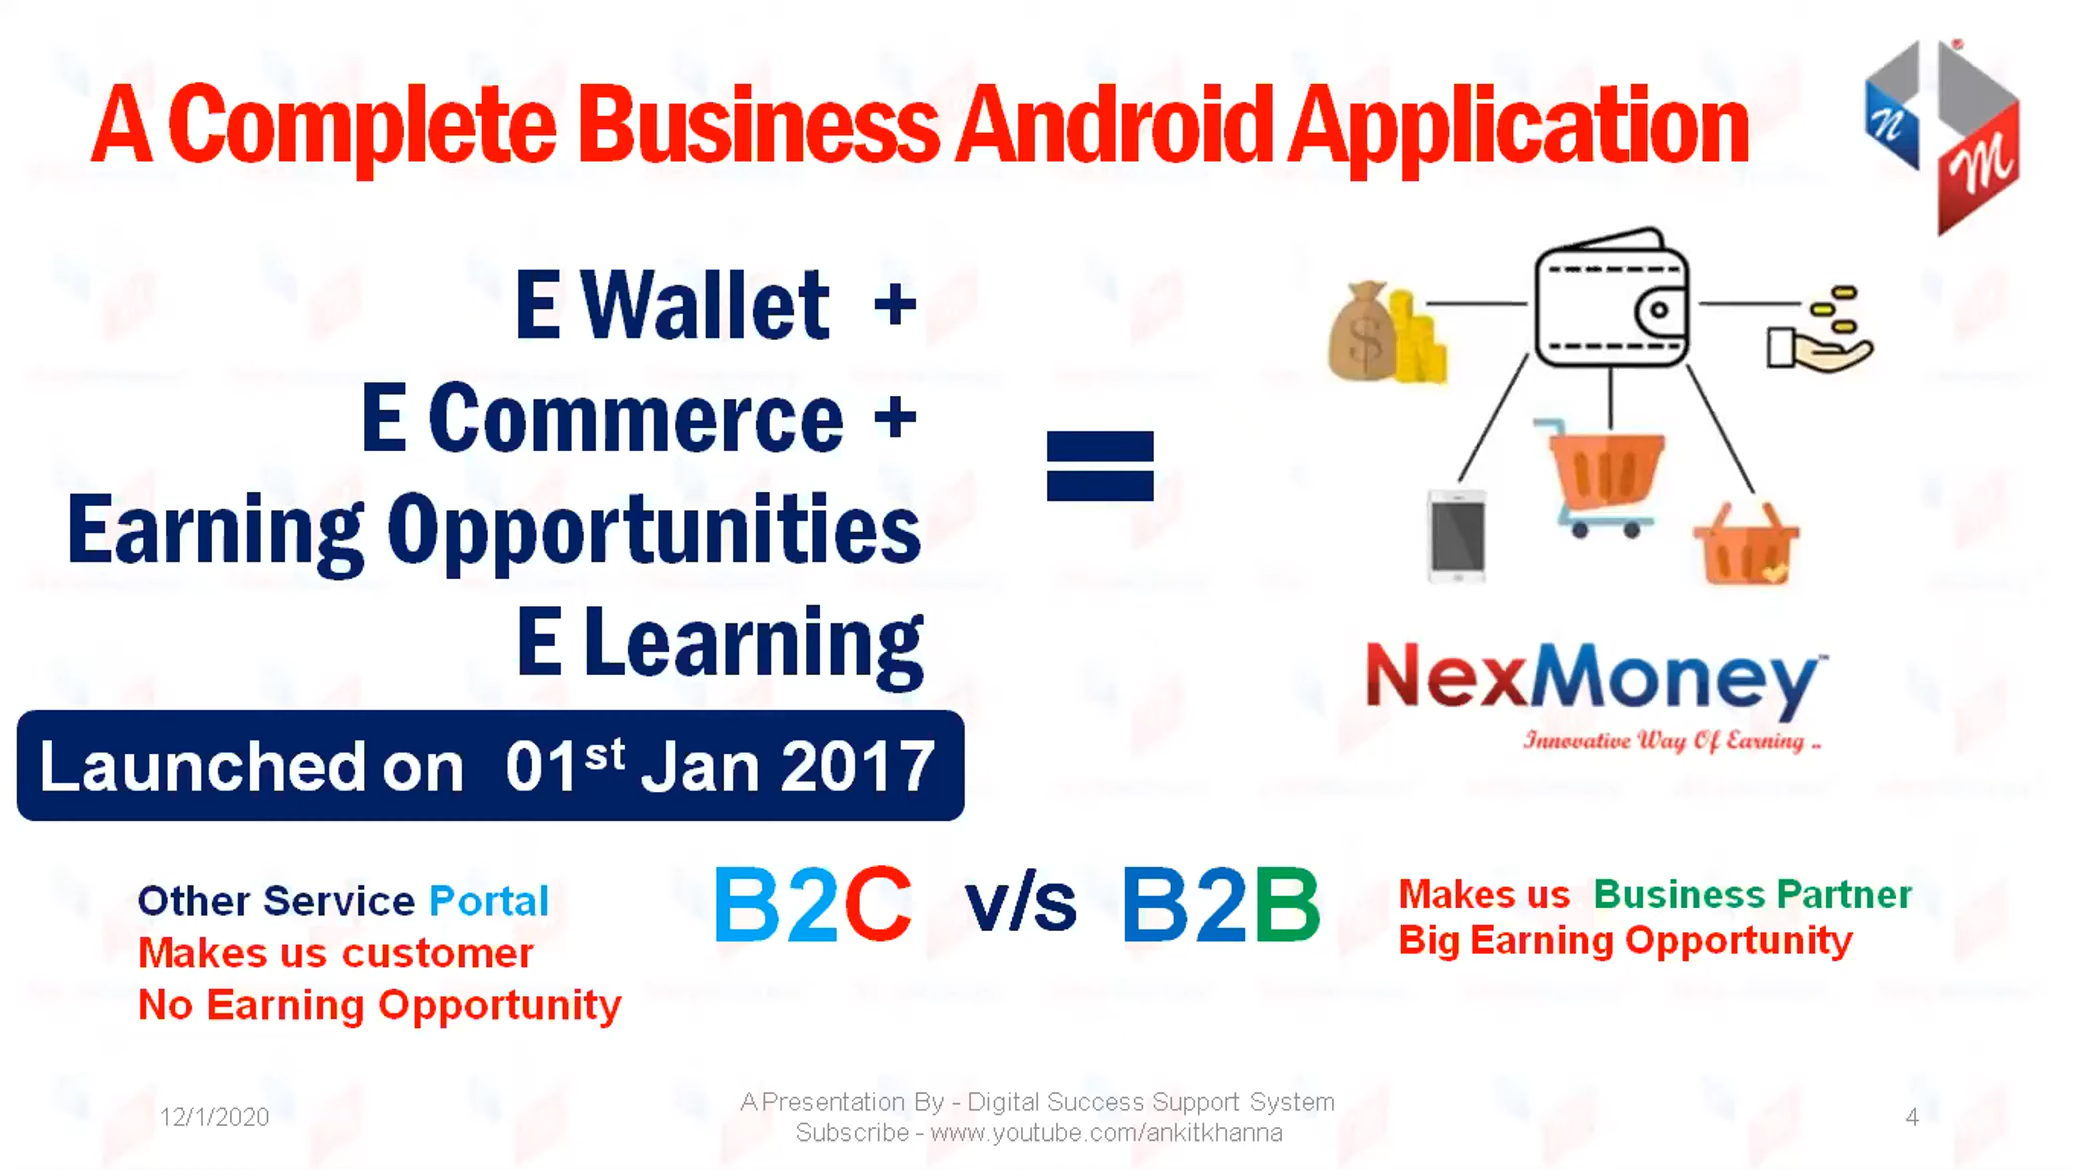 A Complete Business Android Application
n
M
E Wallet +
E Commerce +
Earning Opportunities
E Learning
=
$
NexMoney™
Innovative Way Of Earning ..
Launched on 01st Jan 2017
Other Service Portal
Makes us customer
No Earning Opportunity
B2C v/s B2B
Makes us Business Partner
Big Earning Opportunity
12/1/2020
A Presentation By - Digital Success Support System
Subscribe - www.youtube.com/ankitkhanna
4